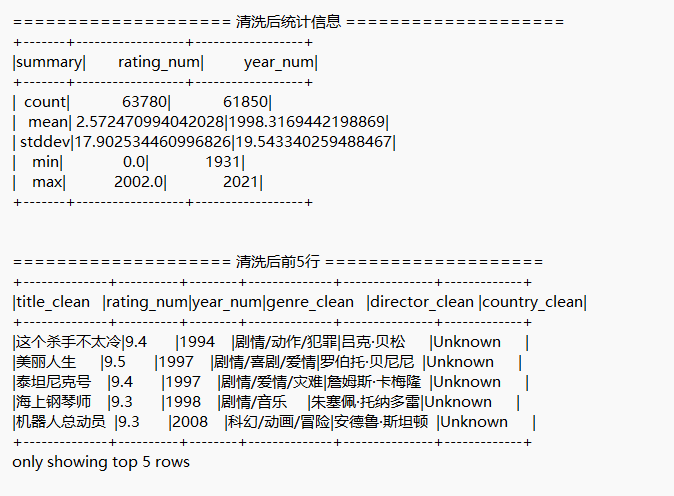 ==================== 清洗后统计信息 ====================
+-------+-----------------+-----------------+
|summary|       rating_num|         year_num|
+-------+-----------------+-----------------+
|  count|            63780|            61850|
|   mean| 2.572470994042028|1998.3169442198869|
| stddev|17.902534460996826|19.543340259488467|
|    min|              0.0|             1931|
|    max|           2002.0|             2021|
+-------+-----------------+-----------------+
==================== 清洗后前5行 ====================
+--------------+----------+--------+--------------+---------------+-------------+
|title_clean   |rating_num|year_num|genre_clean   |director_clean |country_clean|
+--------------+----------+--------+--------------+---------------+-------------+
|这个杀手不太冷|9.4       |1994    |剧情/动作/犯罪|吕克·贝松      |Unknown      |
|美丽人生      |9.5       |1997    |剧情/喜剧/爱情|罗伯托·贝尼尼  |Unknown      |
|泰坦尼克号    |9.4       |1997    |剧情/爱情/灾难|詹姆斯·卡梅隆  |Unknown      |
|海上钢琴师    |9.3       |1998    |剧情/音乐     |朱塞佩·托纳多雷|Unknown      |
|机器人总动员  |9.3       |2008    |科幻/动画/冒险|安德鲁·斯坦顿  |Unknown      |
+--------------+----------+--------+--------------+---------------+-------------+
only showing top 5 rows